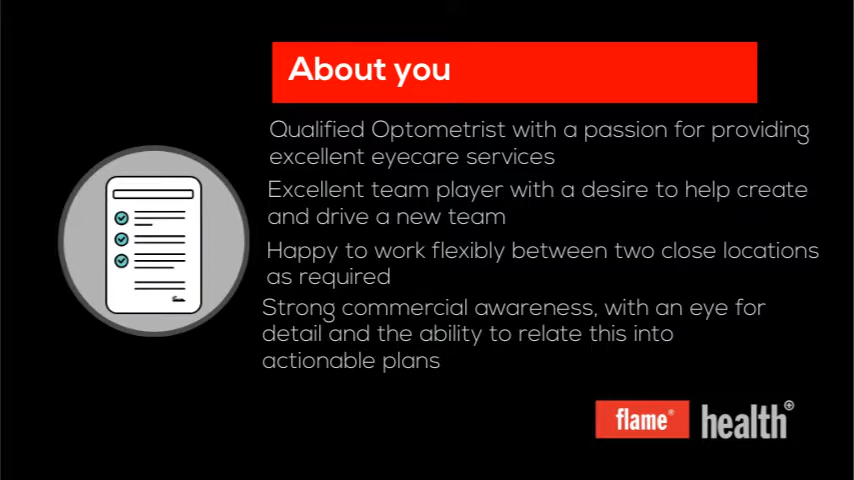 About you
Qualified Optometrist with a passion for providing
excellent eyecare services
Excellent team player with a desire to help create
and drive a new team
Happy to work flexibly between two close locations
as required
Strong commercial awareness, with an eye for
detail and the ability to relate this into
actionable plans
flame® health